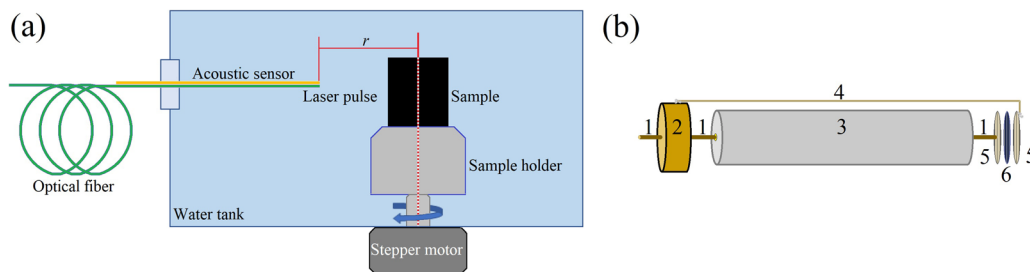 (a)
r
Acoustic sensor
Laser pulse
Sample
Sample holder
Optical fiber
Water tank
Stepper motor
(b)
4
1 2 1 3 1
5 5
6